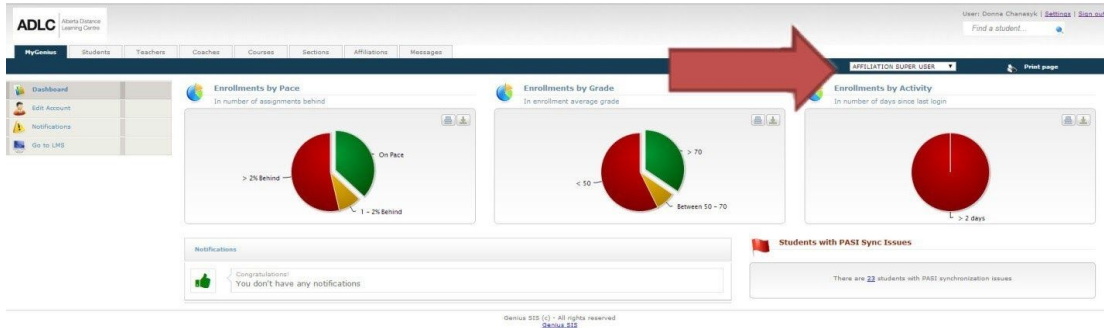 User: Donna Chanasyk | Settings | Sign out
ADLC Alberta Distance Learning Centre
Find a student...
MyGenius Students Teachers Coaches Courses Sections Affiliations Messages
AFFILIATION SUPER USER Print page
Dashboard
Edit Account
Notifications
Go to LMS
Enrollments by Pace
In number of assignments behind
On Pace
> 2% Behind
1 - 2% Behind
Enrollments by Grade
In enrollment average grade
> 70
< 50
Between 50 - 70
Enrollments by Activity
In number of days since last login
> 2 days
Notifications
Congratulations!
You don't have any notifications
Students with PASI Sync Issues
There are 23 students with PASI synchronization issues
Genius SIS (c) - All rights reserved
Genius SIS